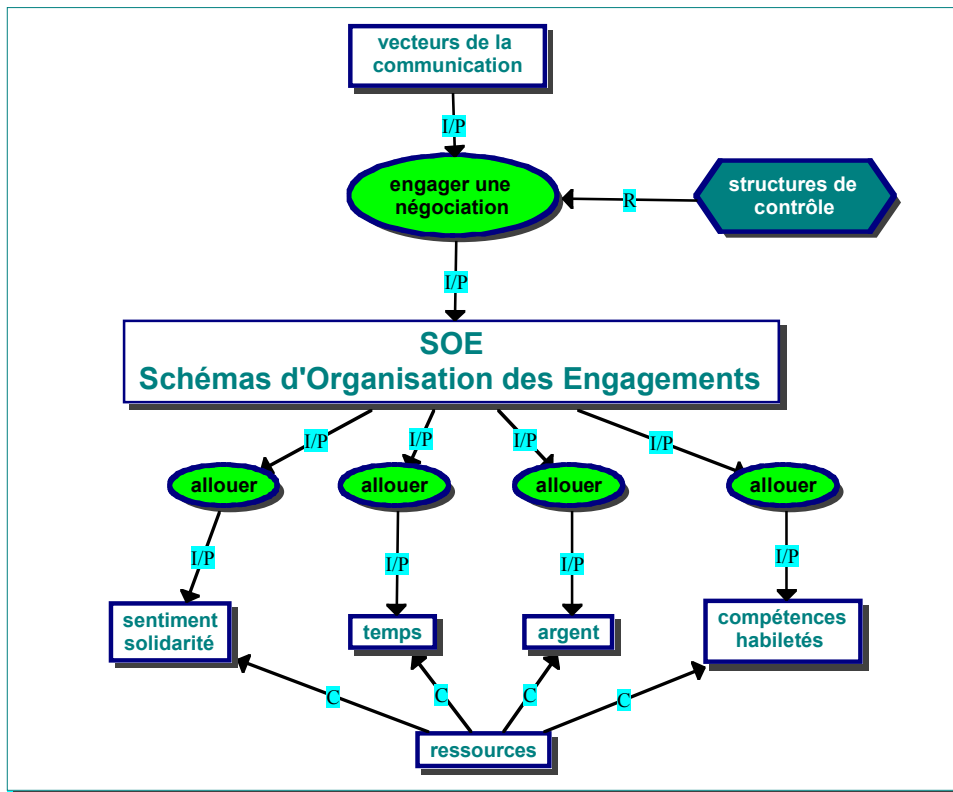 vecteurs de la
communication
I/P
engager une
négociation
R
structures de
contrôle
I/P
SOE
Schémas d'Organisation des Engagements
I/P
I/P
I/P
I/P
allouer
allouer
allouer
allouer
I/P
I/P
I/P
I/P
sentiment
solidarité
temps
argent
compétences
habiletés
C
C
C
C
ressources